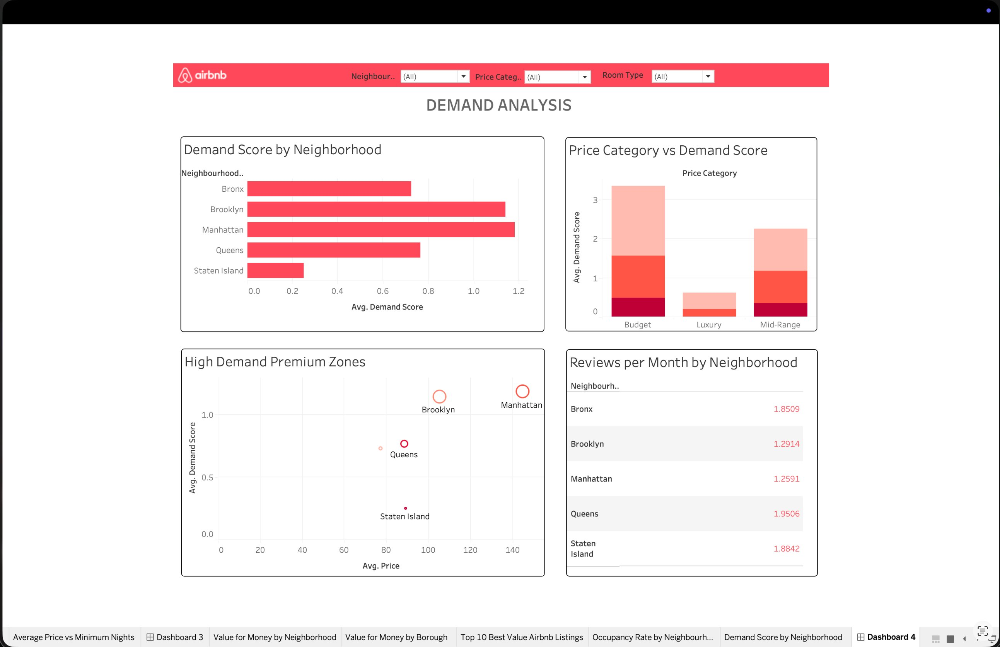 airbnb
Neighbour.. (All) Price Categ.. (All) Room Type (All)
DEMAND ANALYSIS
Demand Score by Neighborhood
Neighbourhood..
Bronx
Brooklyn
Manhattan
Queens
Staten Island
0.0 0.2 0.4 0.6 0.8 1.0 1.2
Avg. Demand Score
Price Category vs Demand Score
Price Category
Avg. Demand Score
3
2
1
0
Budget Luxury Mid-Range
High Demand Premium Zones
Avg. Demand Score
1.0
0.5
0.0
Brooklyn
Manhattan
Queens
Staten Island
0 20 40 60 80 100 120 140
Avg. Price
Reviews per Month by Neighborhood
Neighbourh..
Bronx 1.8509
Brooklyn 1.2914
Manhattan 1.2591
Queens 1.9506
Staten
Island 1.8842
Average Price vs Minimum Nights Dashboard 3 Value for Money by Neighborhood Value for Money by Borough Top 10 Best Value Airbnb Listings Occupancy Rate by Neighbourh... Demand Score by Neighborhood Dashboard 4